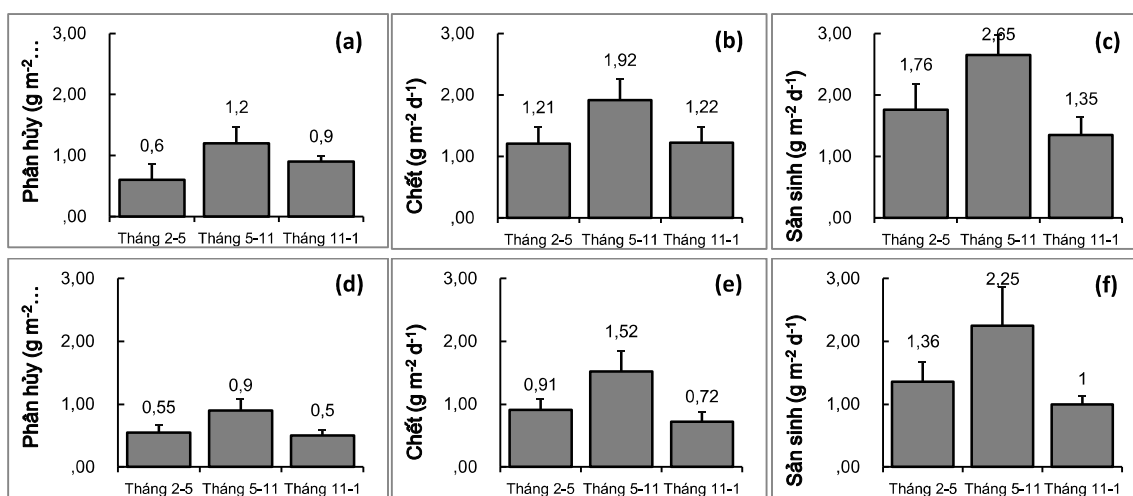 (a)
Phân hủy (g m-2…
3,00
2,00
1,00
,00
0,6
1,2
0,9
Tháng 2-5 Tháng 5-11 Tháng 11-1
(b)
Chết (g m-2 d-1)
3,00
2,00
1,00
,00
1,21
1,92
1,22
Tháng 2-5 Tháng 5-11 Tháng 11-1
(c)
Sản sinh (g m-2 d-1)
3,00
2,00
1,00
,00
1,76
2,65
1,35
Tháng 2-5 Tháng 5-11 Tháng 11-1
(d)
Phân hủy (g m-2…
3,00
2,00
1,00
,00
0,55
0,9
0,5
Tháng 2-5 Tháng 5-11 Tháng 11-1
(e)
Chết (g m-2 d-1)
3,00
2,00
1,00
,00
0,91
1,52
0,72
Tháng 2-5 Tháng 5-11 Tháng 11-1
(f)
Sản sinh (g m-2 d-1)
3,00
2,00
1,00
,00
1,36
2,25
1
Tháng 2-5 Tháng 5-11 Tháng 11-1